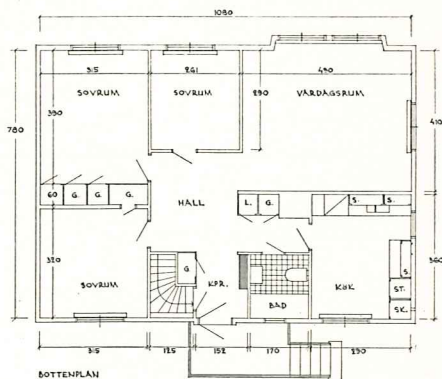 1080
315 261 490
SOVRUM SOVRUM VARDAGSRUM
390 290
780 410
60 G. G. G.
HALL L. G. S. S.
320 360
SOVRUM G KPR. BAD KÖK
S.
ST.
SK.
315 125 152 170 290
BOTTENPLAN